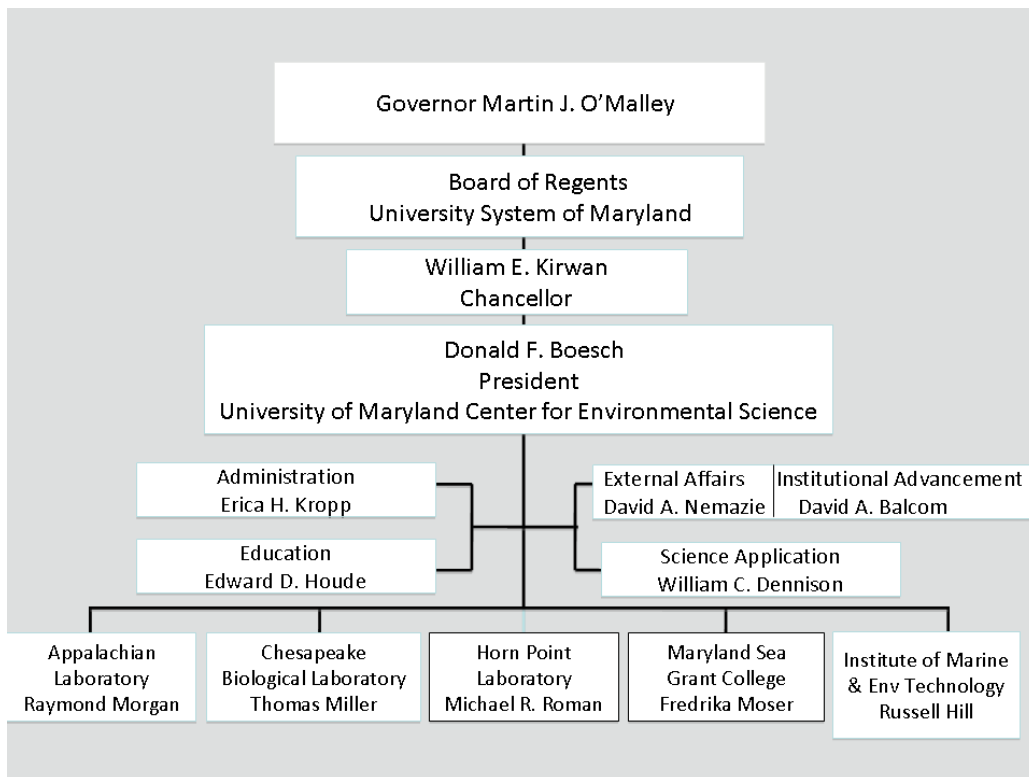 Governor Martin J. O’Malley
Board of Regents
University System of Maryland
William E. Kirwan
Chancellor
Donald F. Boesch
President
University of Maryland Center for Environmental Science
Administration
Erica H. Kropp
External Affairs
David A. Nemazie
Institutional Advancement
David A. Balcom
Education
Edward D. Houde
Science Application
William C. Dennison
Appalachian
Laboratory
Raymond Morgan
Chesapeake
Biological Laboratory
Thomas Miller
Horn Point
Laboratory
Michael R. Roman
Maryland Sea
Grant College
Fredrika Moser
Institute of Marine
& Env Technology
Russell Hill